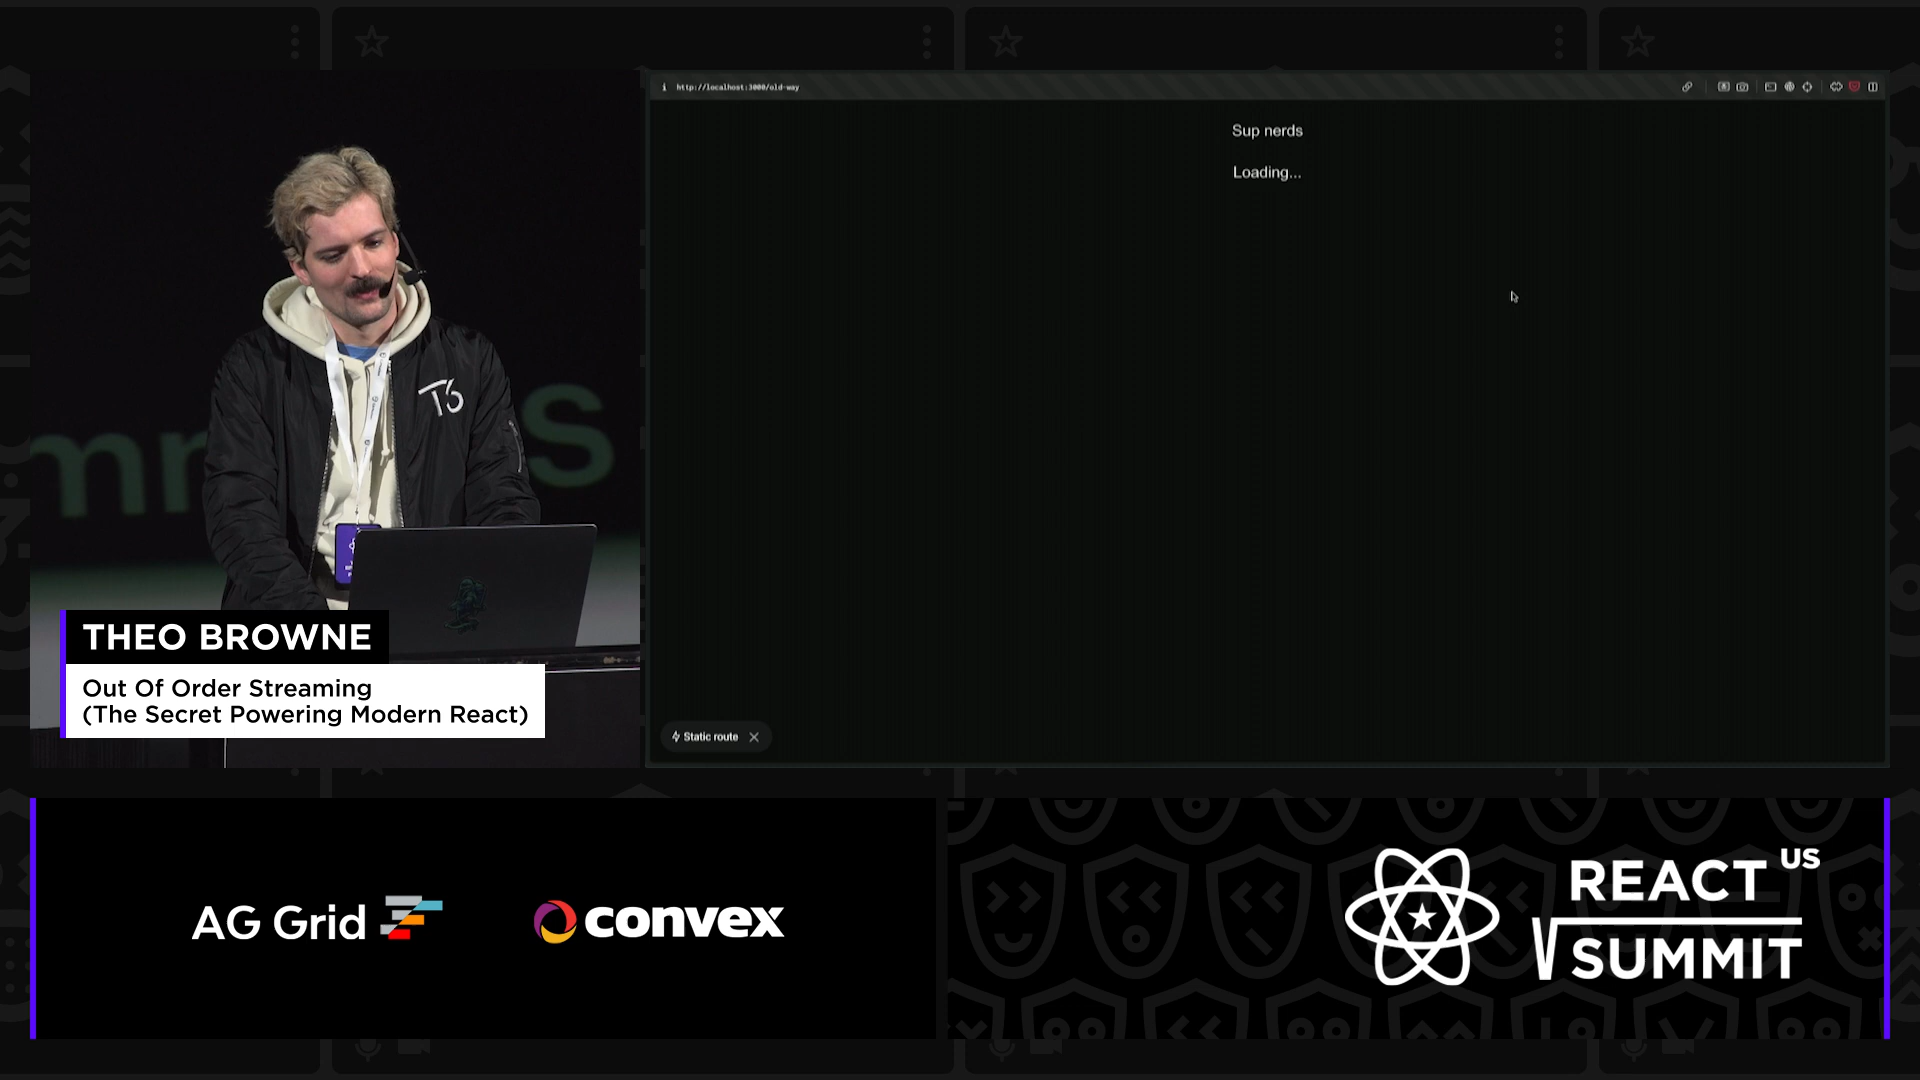 http://localhost:3000/old-way
Sup nerds
Loading...
T3
S
THEO BROWNE
Out Of Order Streaming
(The Secret Powering Modern React)
Static route
AG Grid
convex
REACT US
SUMMIT